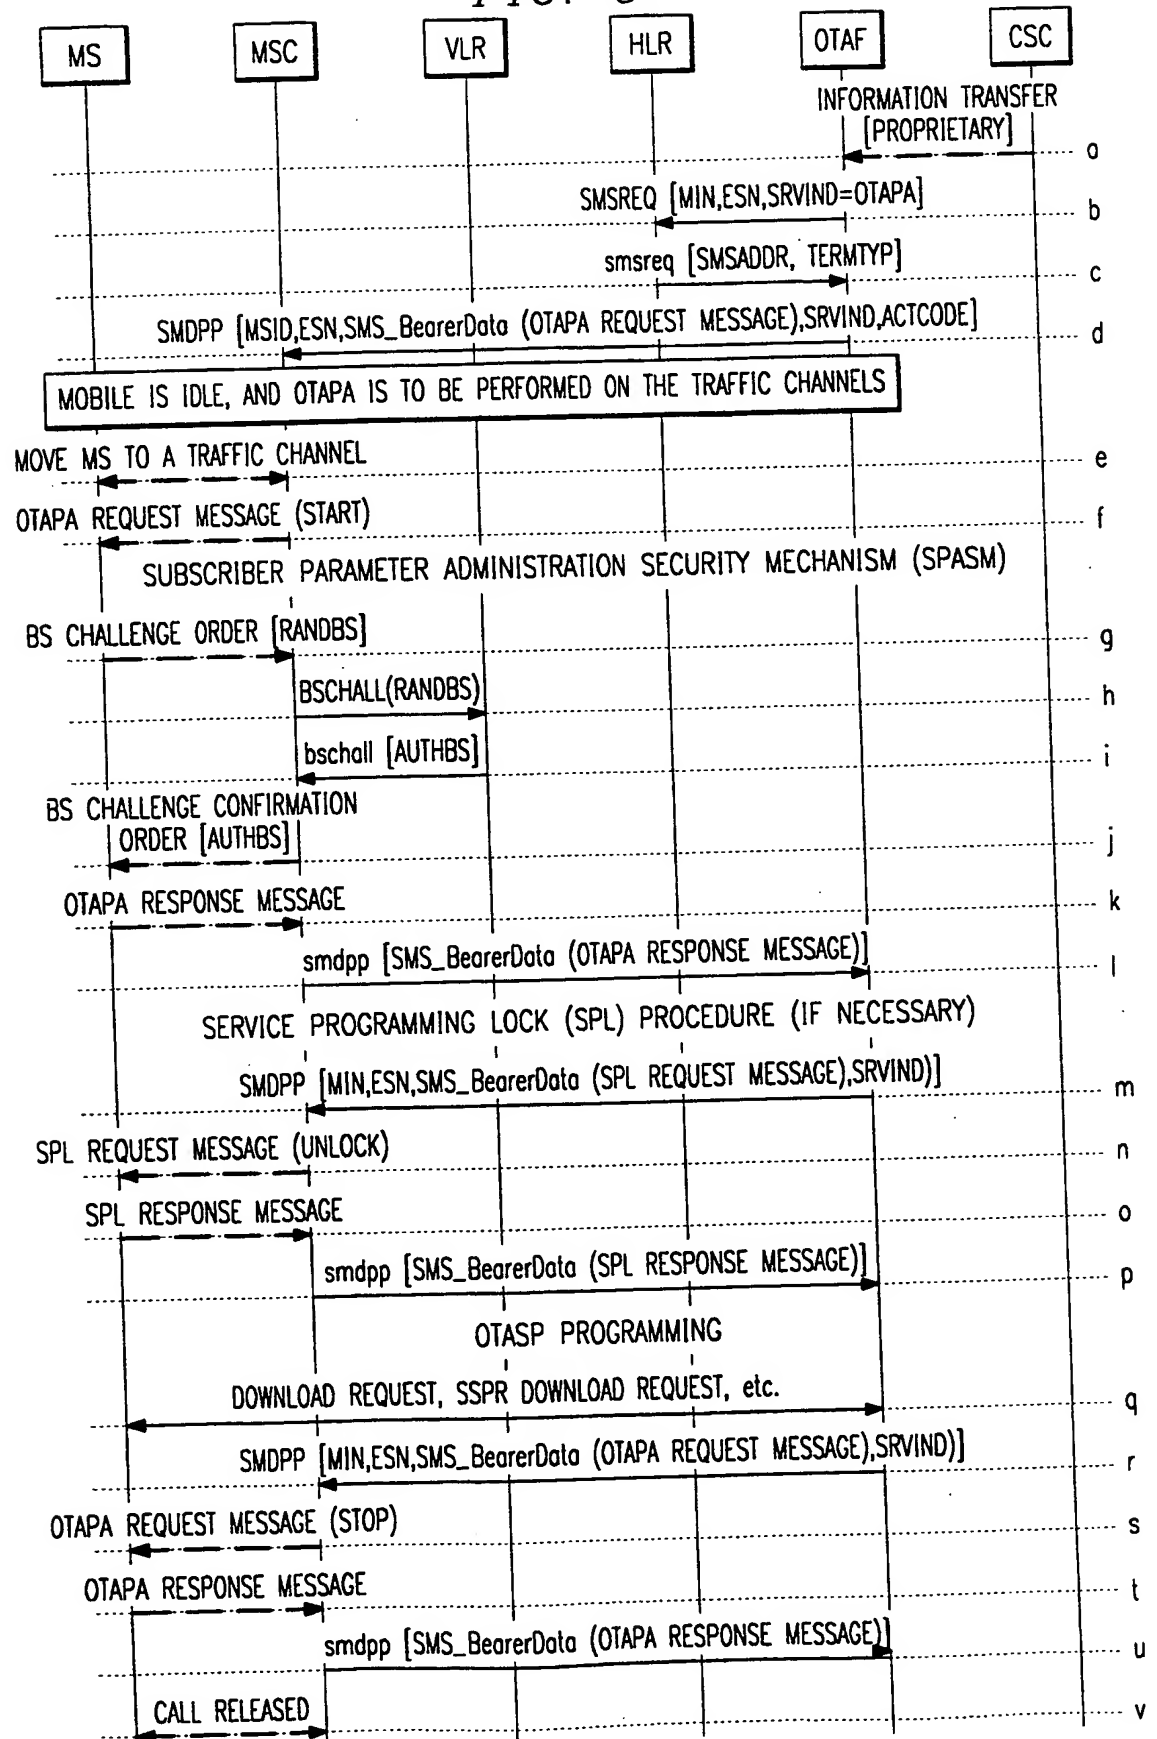 MS MSC VLR HLR OTAF CSC
INFORMATION TRANSFER
[PROPRIETARY]
a
SMSREQ [MIN,ESN,SRVIND=OTAPA]
b
smsreq [SMSADDR, TERMTYP]
c
SMDPP [MSID,ESN,SMS_BearerData (OTAPA REQUEST MESSAGE),SRVIND,ACTCODE]
d
MOBILE IS IDLE, AND OTAPA IS TO BE PERFORMED ON THE TRAFFIC CHANNELS
MOVE MS TO A TRAFFIC CHANNEL
e
OTAPA REQUEST MESSAGE (START)
f
SUBSCRIBER PARAMETER ADMINISTRATION SECURITY MECHANISM (SPASM)
BS CHALLENGE ORDER [RANDBS]
g
BSCHALL(RANDBS)
h
bschall [AUTHBS]
i
BS CHALLENGE CONFIRMATION
ORDER [AUTHBS]
j
OTAPA RESPONSE MESSAGE
k
smdpp [SMS_BearerData (OTAPA RESPONSE MESSAGE)]
l
SERVICE PROGRAMMING LOCK (SPL) PROCEDURE (IF NECESSARY)
SMDPP [MIN,ESN,SMS_BearerData (SPL REQUEST MESSAGE),SRVIND)]
m
SPL REQUEST MESSAGE (UNLOCK)
n
SPL RESPONSE MESSAGE
o
smdpp [SMS_BearerData (SPL RESPONSE MESSAGE)]
p
OTASP PROGRAMMING
DOWNLOAD REQUEST, SSPR DOWNLOAD REQUEST, etc.
q
SMDPP [MIN,ESN,SMS_BearerData (OTAPA REQUEST MESSAGE),SRVIND)]
r
OTAPA REQUEST MESSAGE (STOP)
s
OTAPA RESPONSE MESSAGE
t
smdpp [SMS_BearerData (OTAPA RESPONSE MESSAGE)]
u
CALL RELEASED
v